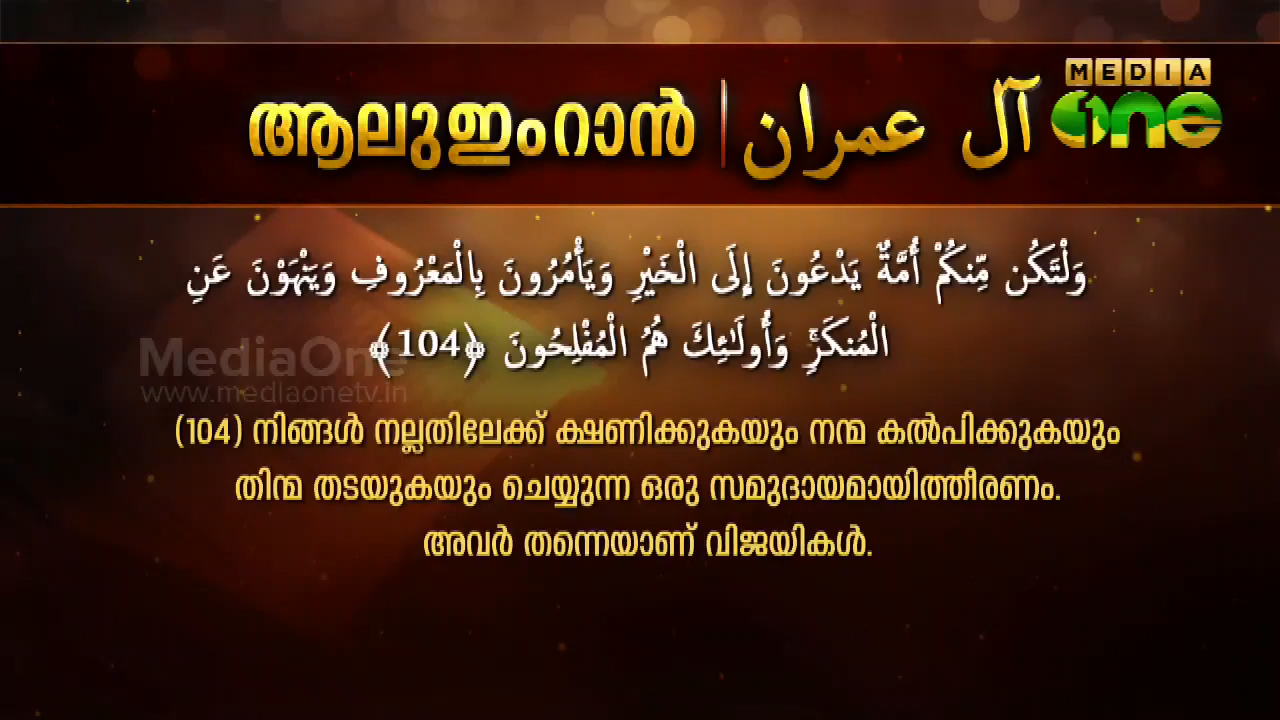 ആലുഇംറാൻ | آل عمران
MEDIA
One
وَلْتَكُن مِّنكُمْ أُمَّةٌ يَدْعُونَ إِلَى الْخَيْرِ وَيَأْمُرُونَ بِالْمَعْرُوفِ وَيَنْهَوْنَ عَنِ
الْمُنكَرِ ۚ وَأُولَـٰئِكَ هُمُ الْمُفْلِحُونَ ﴿104﴾
MediaOne
www.mediaonetv.in
(104) നിങ്ങൾ നല്ലതിലേക്ക് ക്ഷണിക്കുകയും നന്മ കൽപിക്കുകയും
തിന്മ തടയുകയും ചെയ്യുന്ന ഒരു സമുദായമായിത്തീരണം.
അവർ തന്നെയാണ് വിജയികൾ.